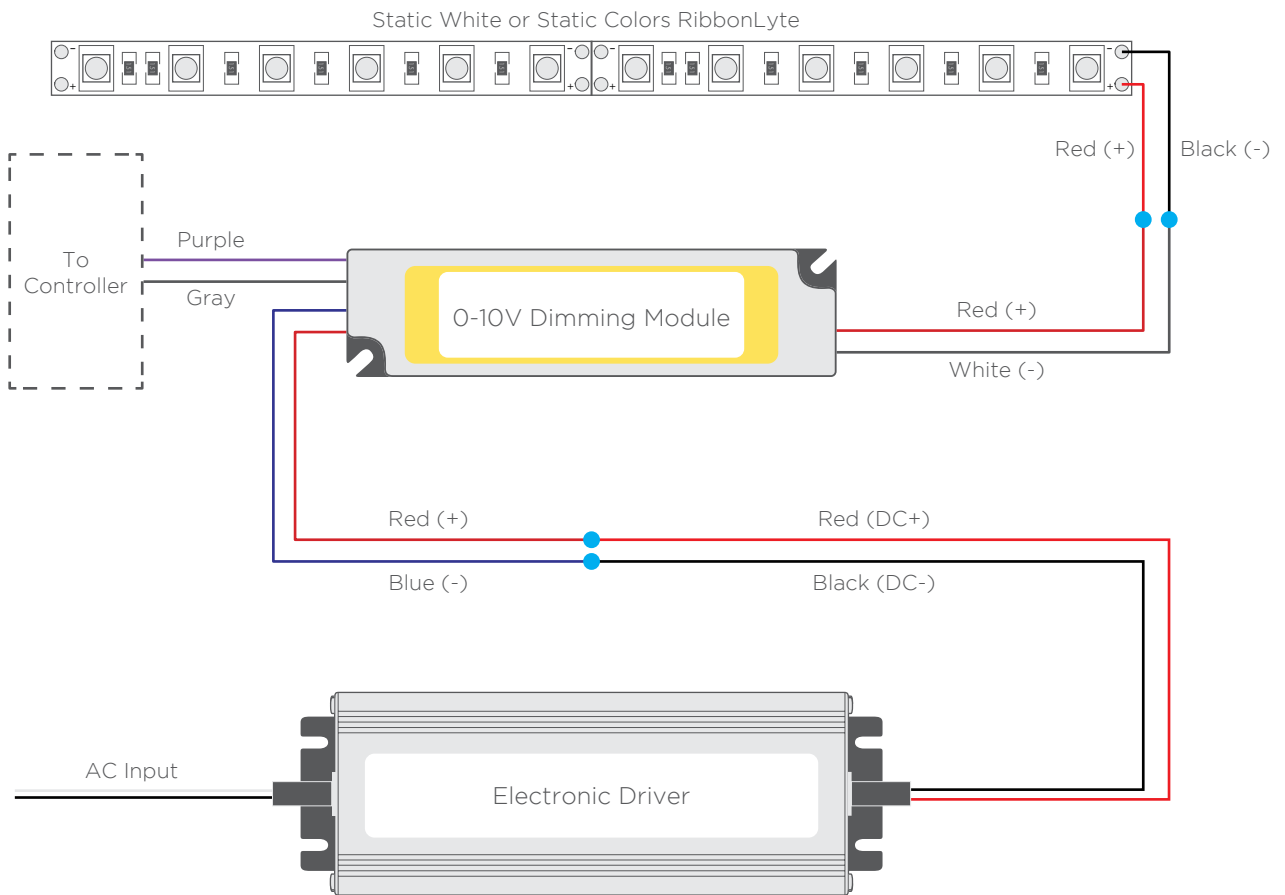 Static White or Static Colors RibbonLyte
-
-
-
-
+
+
+
+
Red (+)
Black (-)
To
Controller
Purple
Gray
0-10V Dimming Module
Red (+)
White (-)
Red (+)
Red (DC+)
Blue (-)
Black (DC-)
AC Input
Electronic Driver